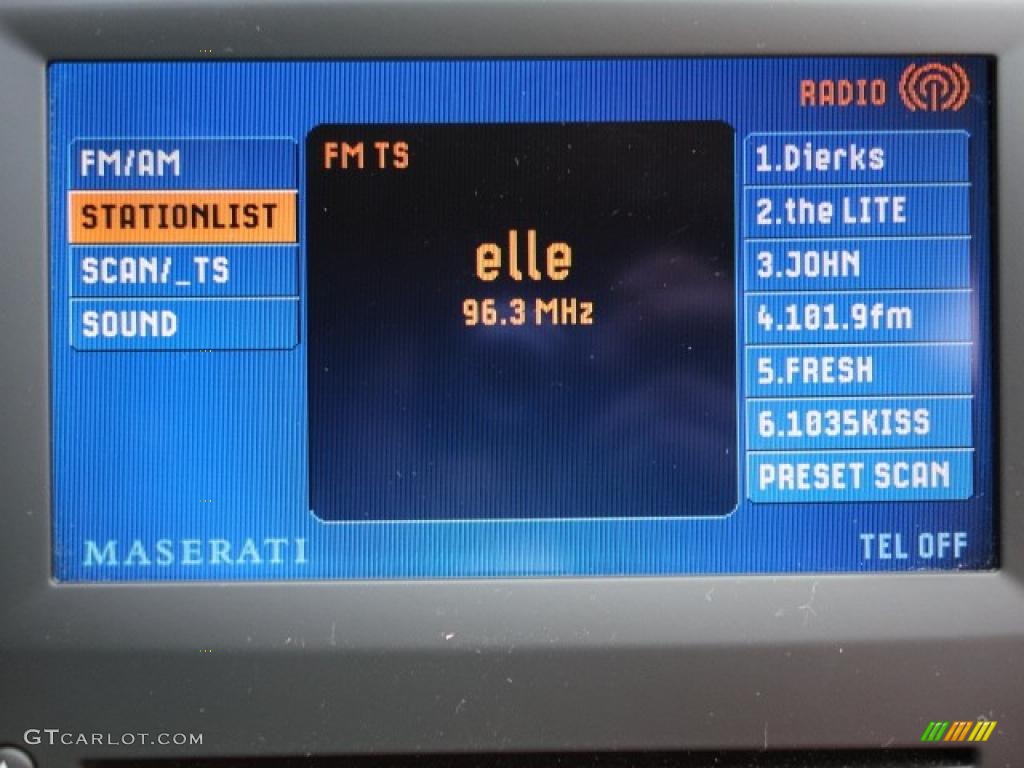 RADIO
FM/AM
STATIONLIST
SCAN/_TS
SOUND
FM TS
elle
96.3 MHz
1.Dierks
2.the LITE
3.JOHN
4.101.9fm
5.FRESH
6.1035KISS
PRESET SCAN
MASERATI
TEL OFF
GTCARLOT.COM